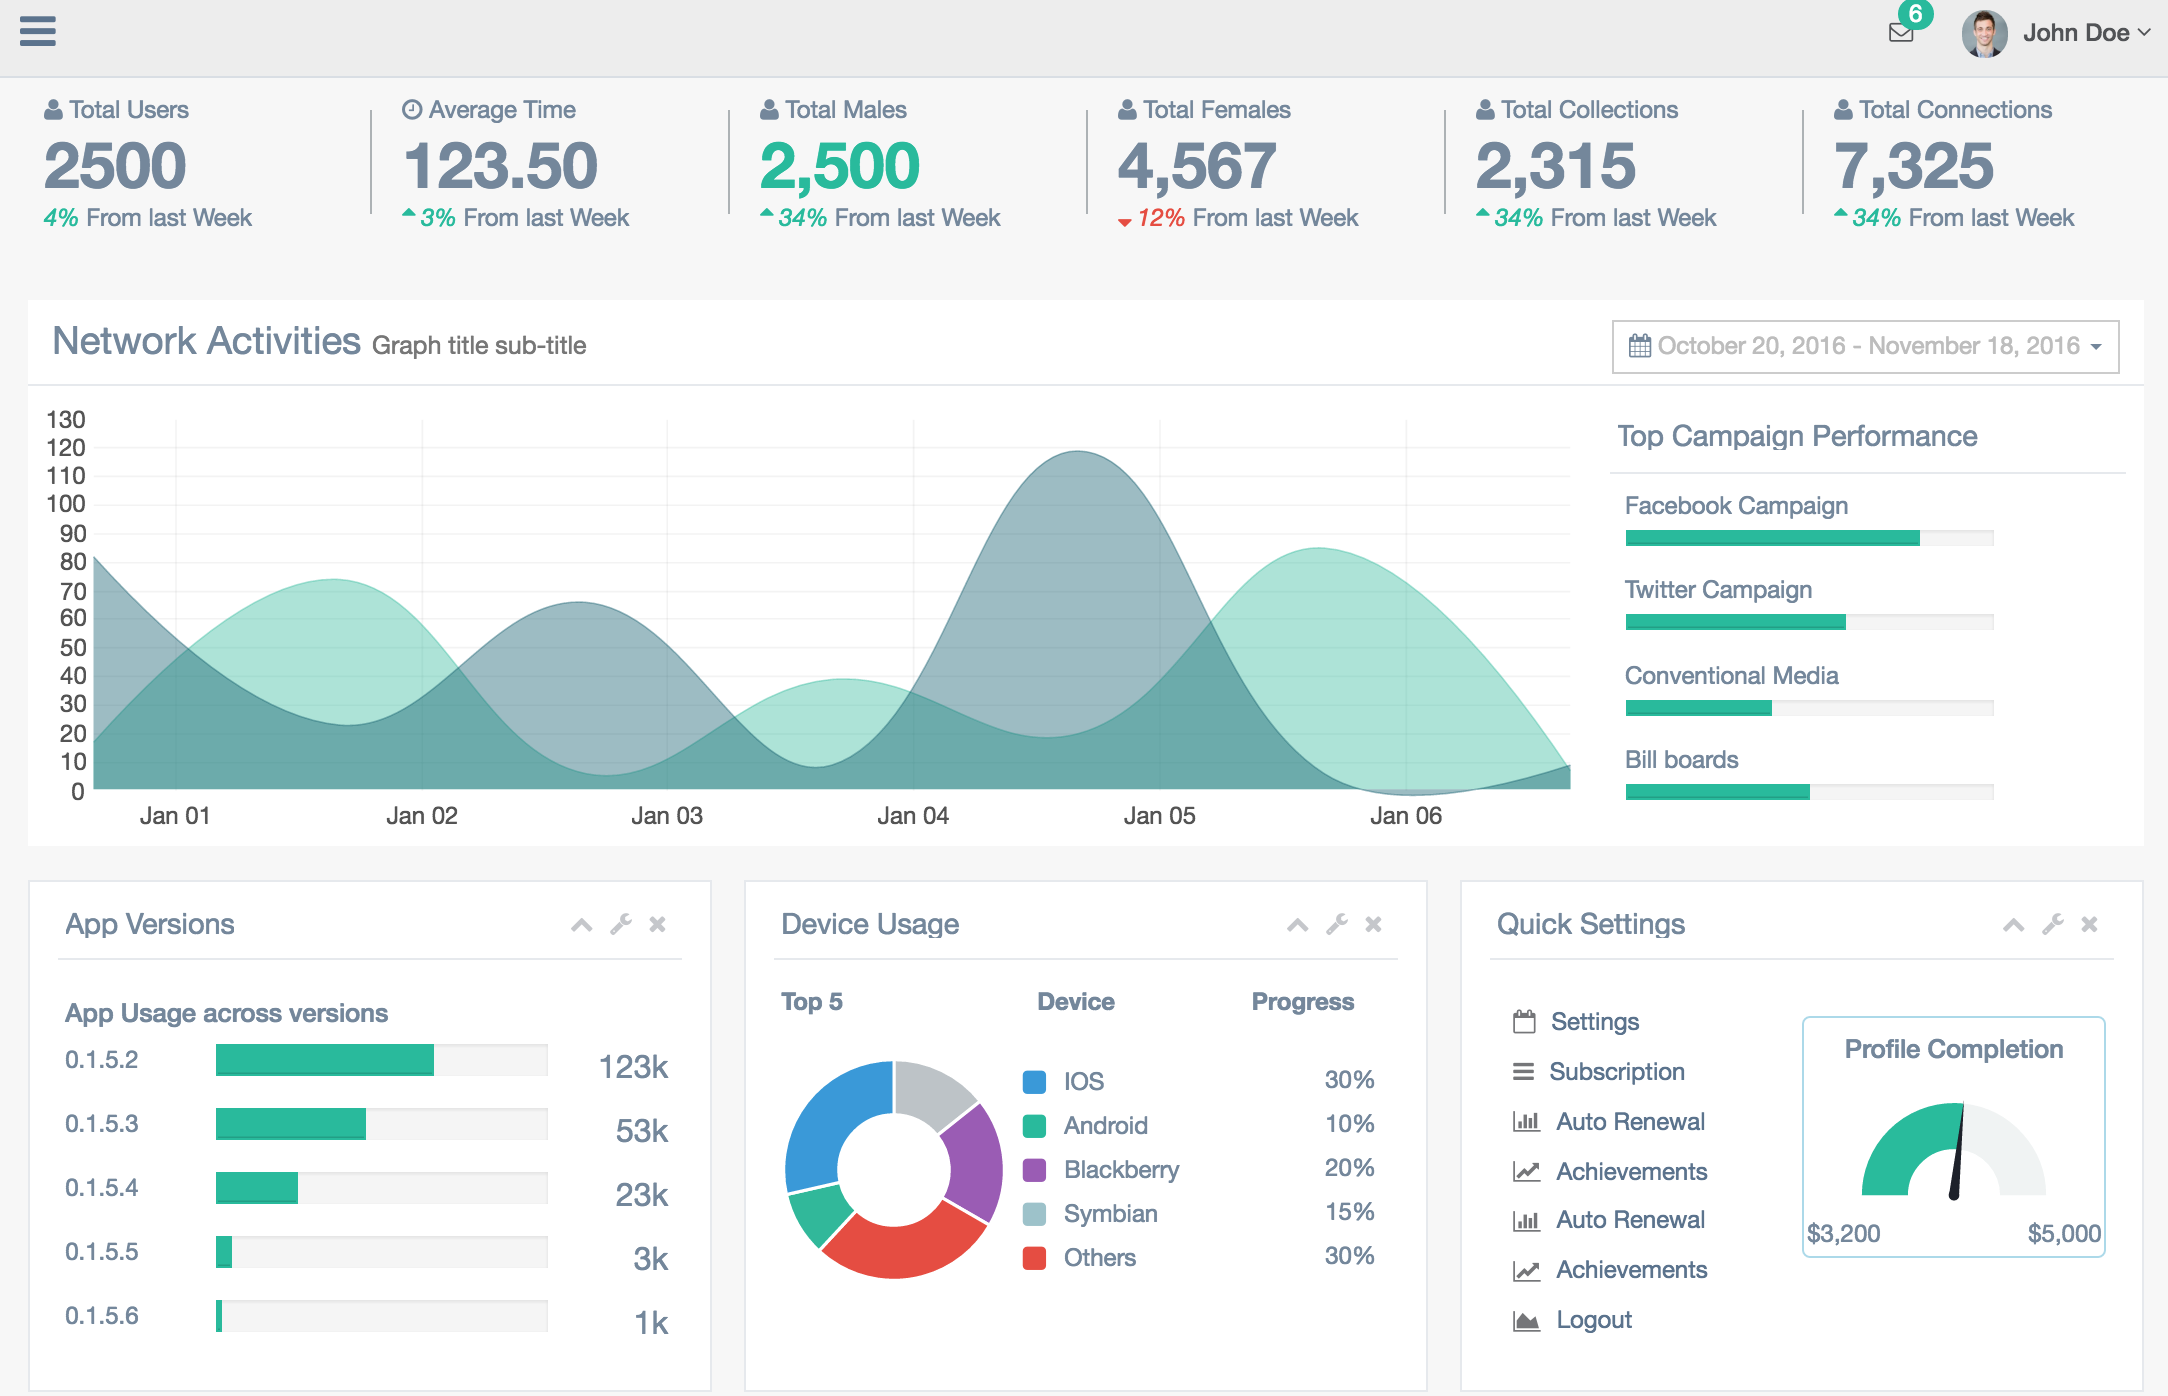 6
John Doe
Total Users
2500
4% From last Week
Average Time
123.50
3% From last Week
Total Males
2,500
34% From last Week
Total Females
4,567
12% From last Week
Total Collections
2,315
34% From last Week
Total Connections
7,325
34% From last Week
Network Activities Graph title sub-title
October 20, 2016 - November 18, 2016
130
120
110
100
90
80
70
60
50
40
30
20
10
0
Jan 01
Jan 02
Jan 03
Jan 04
Jan 05
Jan 06
Top Campaign Performance
Facebook Campaign
Twitter Campaign
Conventional Media
Bill boards
App Versions
App Usage across versions
0.1.5.2 123k
0.1.5.3 53k
0.1.5.4 23k
0.1.5.5 3k
0.1.5.6 1k
Device Usage
Top 5 Device Progress
IOS 30%
Android 10%
Blackberry 20%
Symbian 15%
Others 30%
Quick Settings
Settings
Subscription
Auto Renewal
Achievements
Auto Renewal
Achievements
Logout
Profile Completion
$3,200 $5,000